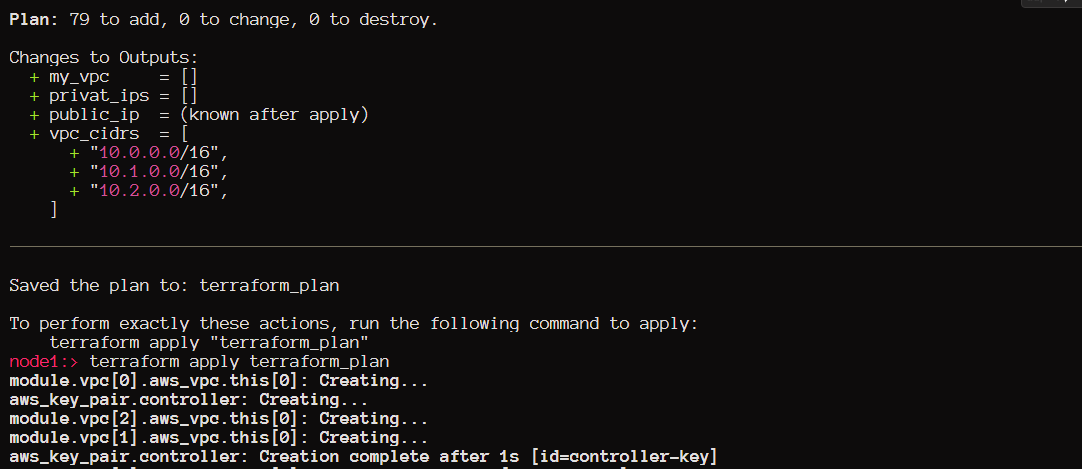 Plan: 79 to add, 0 to change, 0 to destroy.
Changes to Outputs:
+ my_vpc     = []
+ privat_ips = []
+ public_ip  = (known after apply)
+ vpc_cidrs  = [
+ "10.0.0.0/16",
+ "10.1.0.0/16",
+ "10.2.0.0/16",
]
Saved the plan to: terraform_plan
To perform exactly these actions, run the following command to apply:
terraform apply "terraform_plan"
node1:> terraform apply terraform_plan
module.vpc[0].aws_vpc.this[0]: Creating...
aws_key_pair.controller: Creating...
module.vpc[2].aws_vpc.this[0]: Creating...
module.vpc[1].aws_vpc.this[0]: Creating...
aws_key_pair.controller: Creation complete after 1s [id=controller-key]